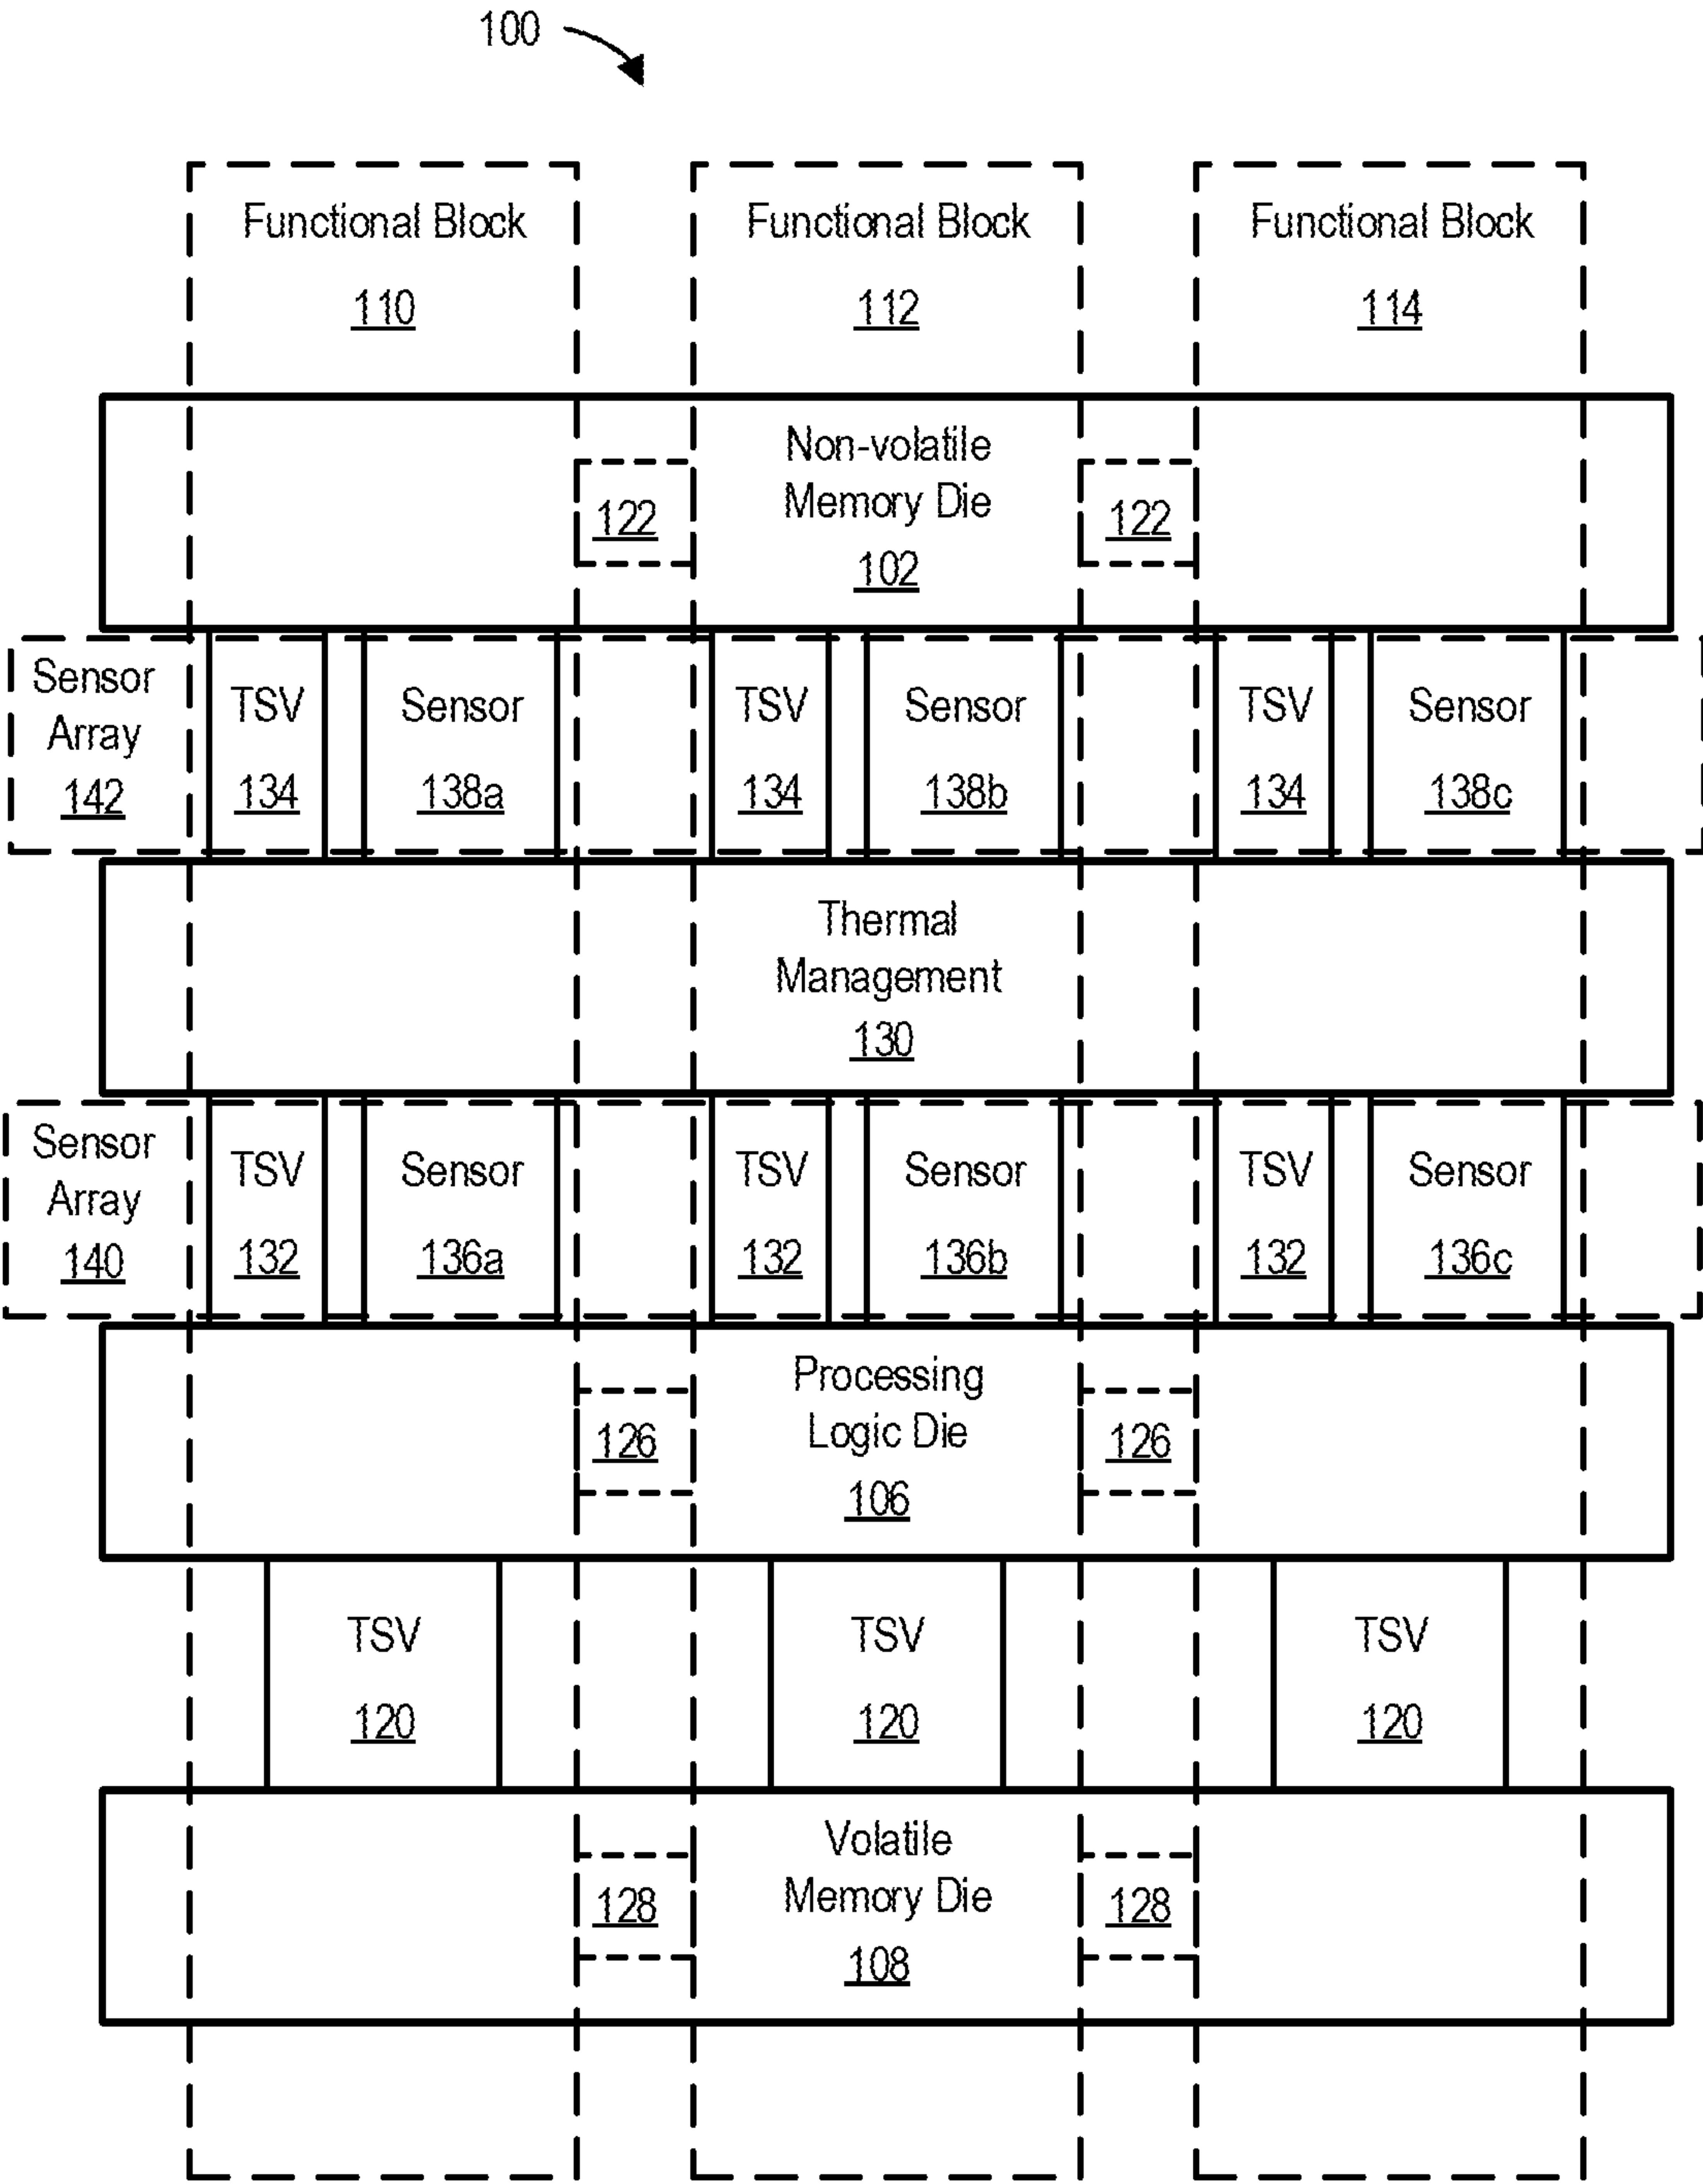 100
Functional Block
110
Functional Block
112
Functional Block
114
Non-volatile
Memory Die
102
122
122
Sensor
Array
142
TSV
134
Sensor
138a
TSV
134
Sensor
138b
TSV
134
Sensor
138c
Thermal
Management
130
Sensor
Array
140
TSV
132
Sensor
136a
TSV
132
Sensor
136b
TSV
132
Sensor
136c
Processing
Logic Die
106
126
126
TSV
120
TSV
120
TSV
120
Volatile
Memory Die
108
128
128